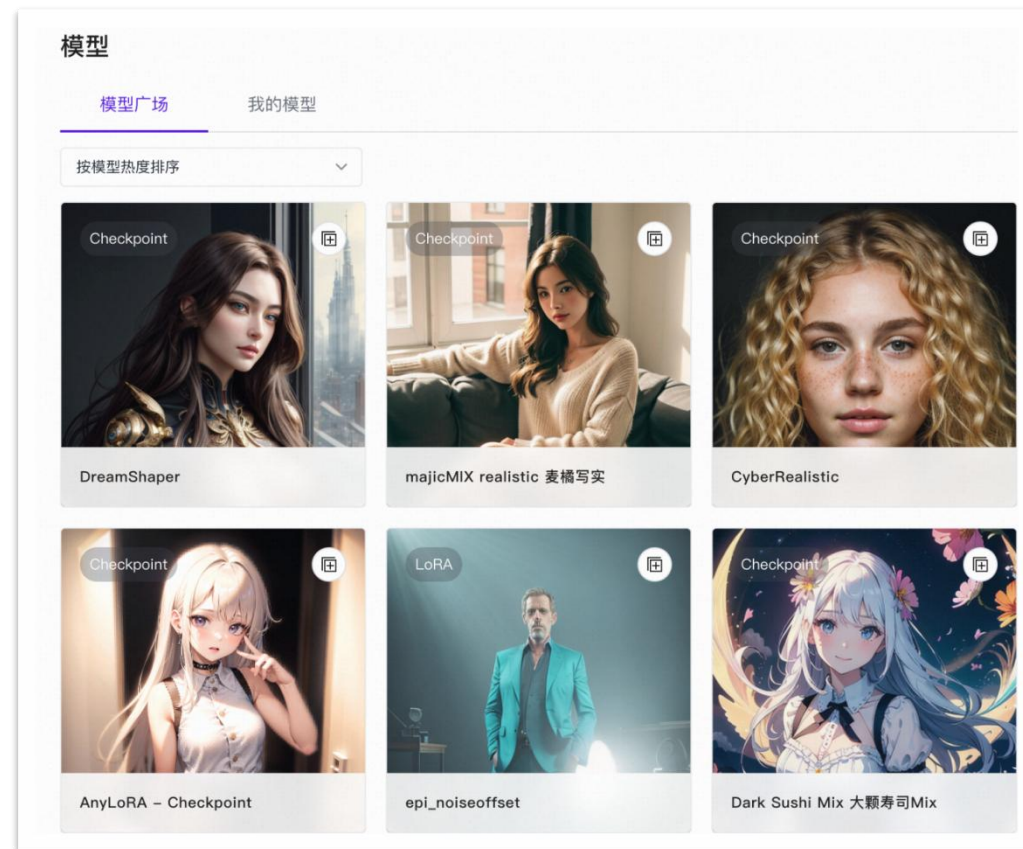 模型
模型广场 我的模型
按模型热度排序
Checkpoint Checkpoint Checkpoint
DreamShaper majicMIX realistic 麦橘写实 CyberRealistic
Checkpoint LoRA Checkpoint
AnyLoRA – Checkpoint epi_noiseoffset Dark Sushi Mix 大颗寿司Mix